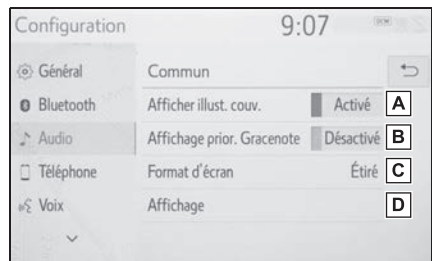 Configuration 9:07
Général
Commun
Bluetooth
Afficher illust. couv. Activé A
Audio
Affichage prior. Gracenote Désactivé B
Téléphone
Format d'écran Étiré C
Voix
Affichage D